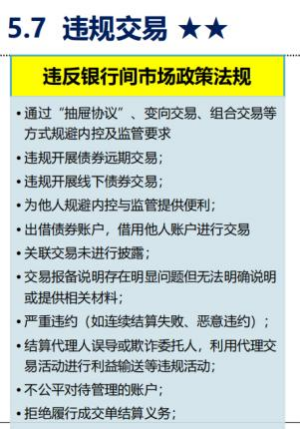 5.7 违规交易 ★★
违反银行间市场政策法规
•通过“抽屉协议”、变向交易、组合交易等
方式规避内控及监管要求
•违规开展债券远期交易；
•违规开展线下债券交易；
•为他人规避内控与监管提供便利；
•出借债券账户，借用他人账户进行交易
•关联交易未进行披露；
•交易报备说明存在明显问题但无法明确说明
或提供相关材料；
•严重违约（如连续结算失败、恶意违约）；
•结算代理人误导或欺诈委托人，利用代理交
易活动进行利益输送等违规活动；
•不公平对待管理的账户；
•拒绝履行成交单结算义务；